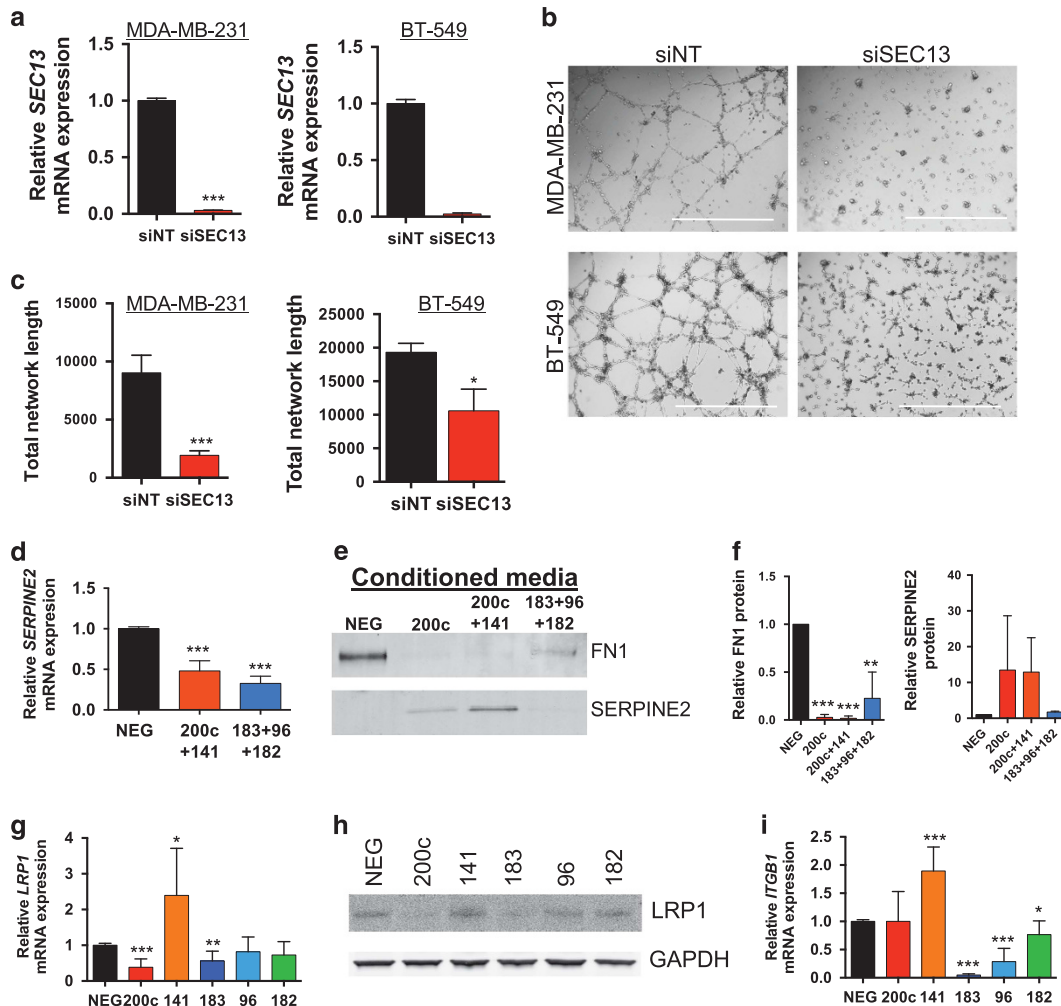 a
MDA-MB-231
BT-549
Relative SEC13
mRNA expression
1.5
1.0
0.5
0.0
***
siNT siSEC13
Relative SEC13
mRNA expression
1.5
1.0
0.5
0.0
siNT siSEC13
b
siNT
siSEC13
MDA-MB-231
BT-549
c
MDA-MB-231
BT-549
Total network length
15000
10000
5000
0
***
siNT siSEC13
Total network length
25000
20000
15000
10000
5000
0
*
siNT siSEC13
d
Relative SERPINE2
mRNA expression
1.5
1.0
0.5
0.0
***
***
NEG
200c
+141
183+96
+182
e
Conditioned media
NEG
200c
200c
+141
183+96
+182
FN1
SERPINE2
f
Relative FN1 protein
1.5
1.0
0.5
0.0
***
***
**
NEG
200c
200c+141
183+96+182
Relative SERPINE2
protein
40
30
20
10
0
NEG
200c
200c+141
183+96+182
g
Relative LRP1
mRNA expression
4
3
2
1
0
***
*
**
NEG 200c 141 183 96 182
h
NEG
200c
141
183
96
182
LRP1
GAPDH
i
Relative ITGB1
mRNA expression
2.5
2.0
1.5
1.0
0.5
0.0
***
***
***
*
NEG 200c 141 183 96 182